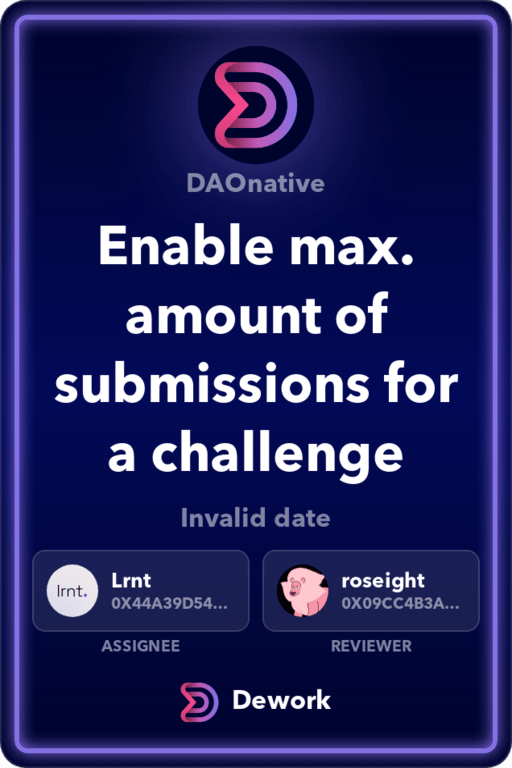 DAOnative
Enable max.
amount of
submissions for
a challenge
Invalid date
lrnt.
Lrnt
0X44A39D54...
roseight
0X09CC4B3A...
ASSIGNEE
REVIEWER
Dework